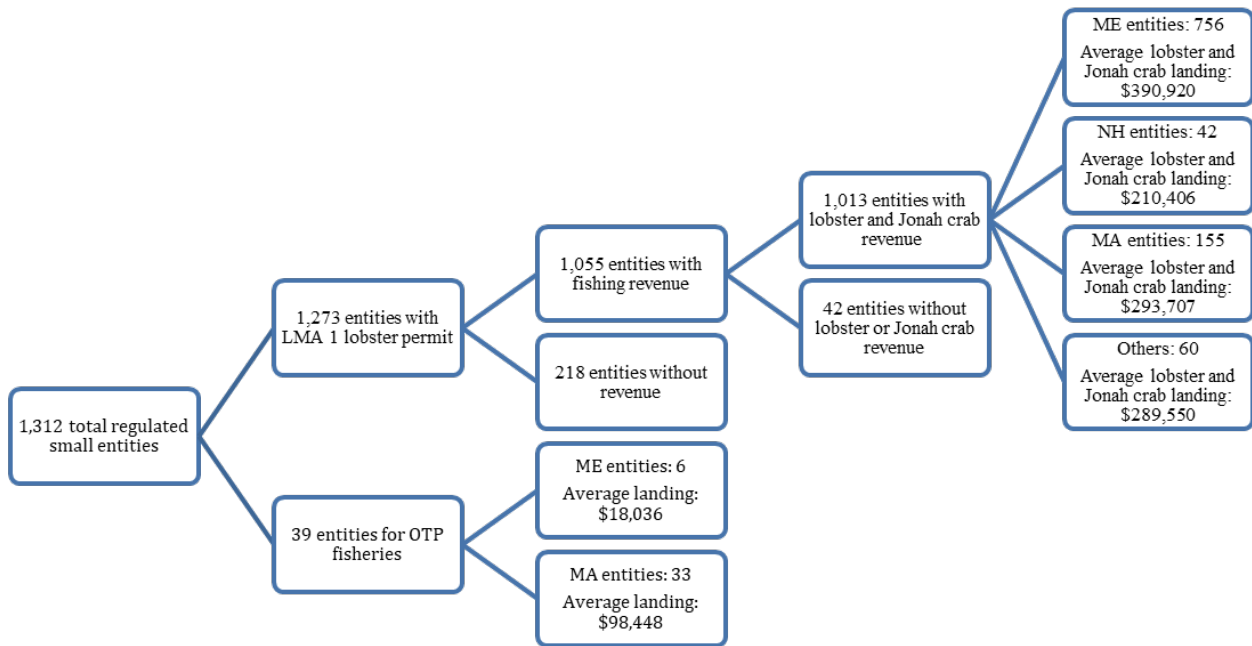 1,312 total regulated
small entities
1,273 entities with
LMA 1 lobster permit
39 entities for OTP
fisheries
1,055 entities with
fishing revenue
218 entities without
revenue
ME entities: 6
Average landing:
$18,036
MA entities: 33
Average landing:
$98,448
1,013 entities with
lobster and Jonah crab
revenue
42 entities without
lobster or Jonah crab
revenue
ME entities: 756
Average lobster and
Jonah crab landing:
$390,920
NH entities: 42
Average lobster and
Jonah crab landing:
$210,406
MA entities: 155
Average lobster and
Jonah crab landing:
$293,707
Others: 60
Average lobster and
Jonah crab landing:
$289,550